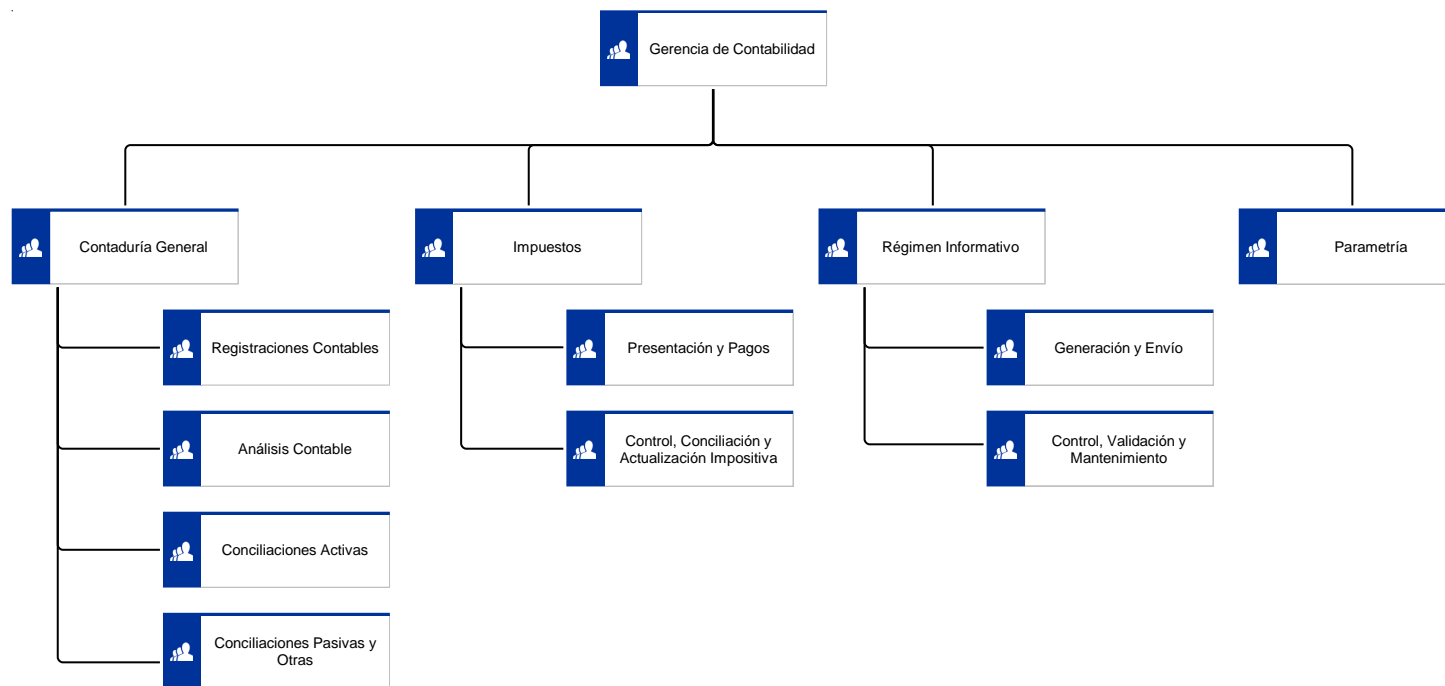 Gerencia de Contabilidad
Contaduría General
Impuestos
Régimen Informativo
Parametría
Registraciones Contables
Presentación y Pagos
Generación y Envío
Análisis Contable
Control, Conciliación y
Actualización Impositiva
Control, Validación y
Mantenimiento
Conciliaciones Activas
Conciliaciones Pasivas y
Otras